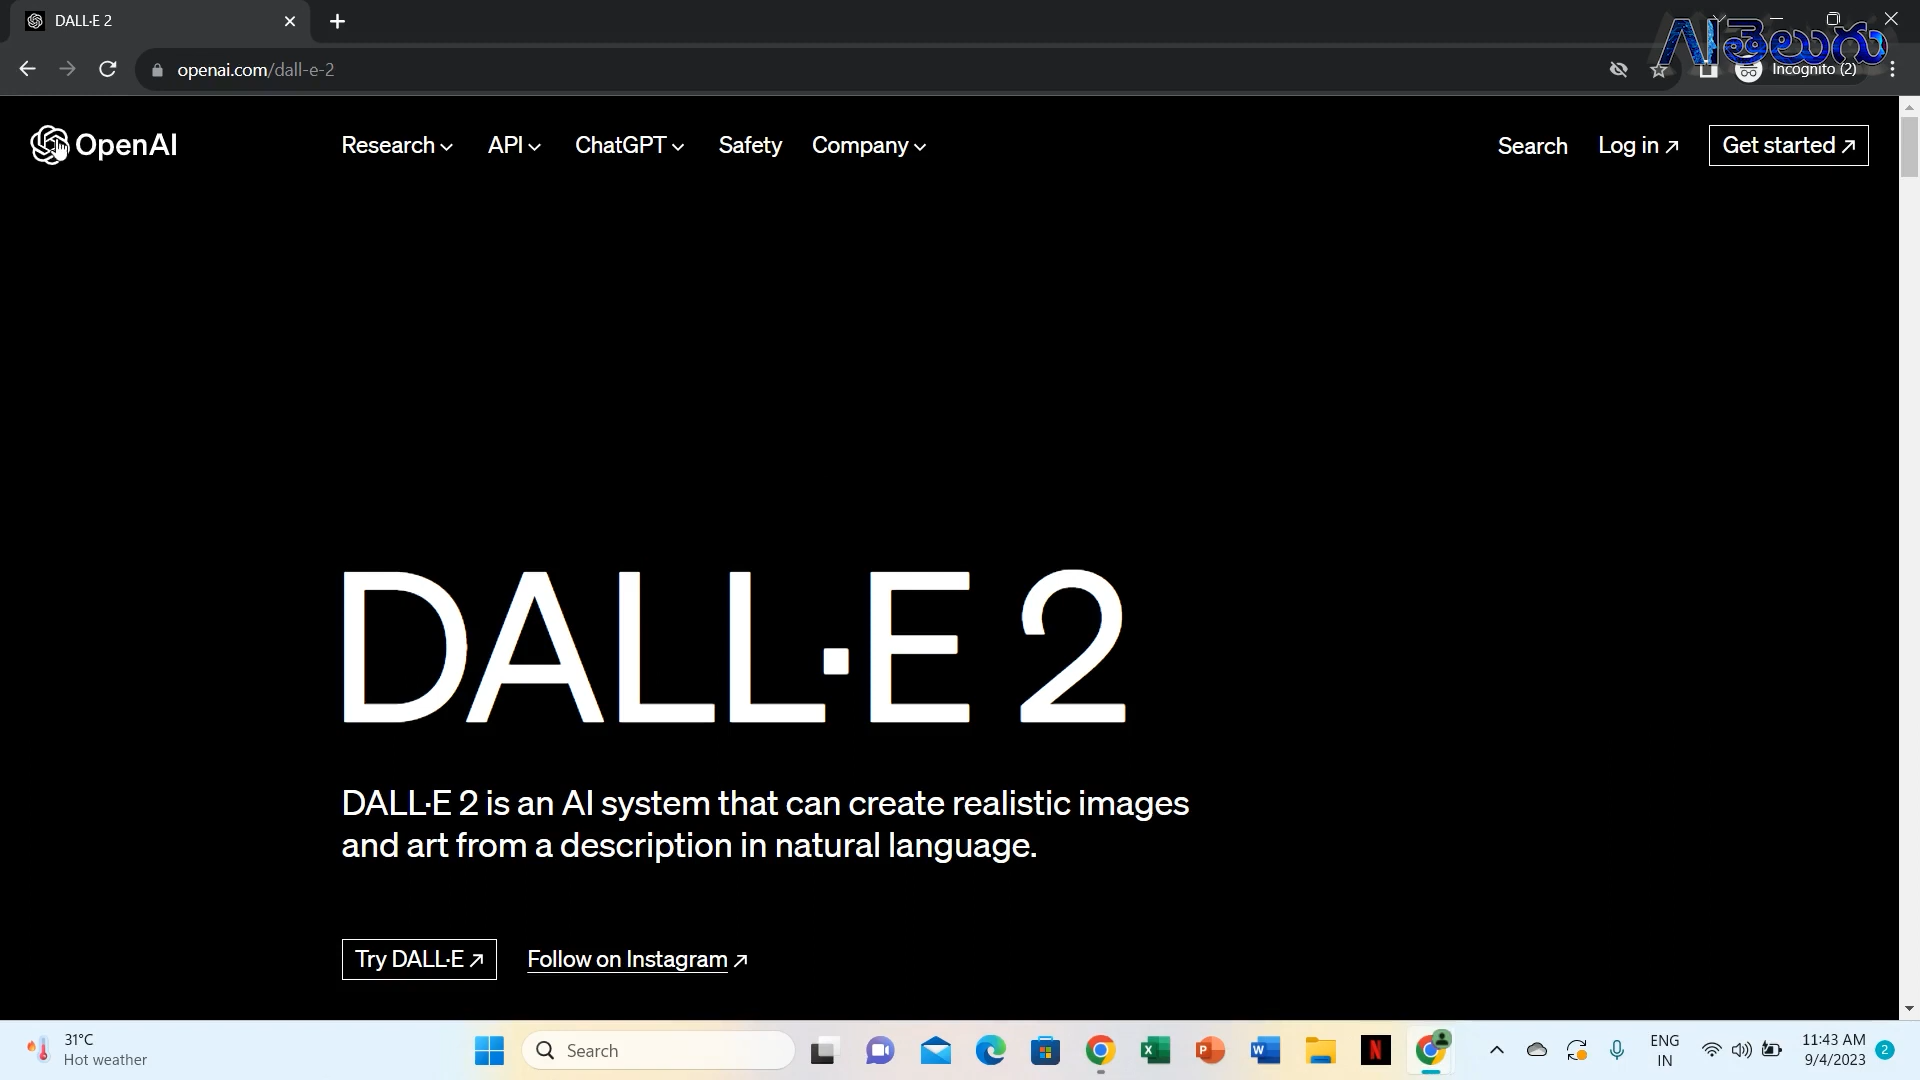 DALL·E 2
AI తెలుగు
openai.com/dall-e-2
Incognito (2)
OpenAI
Research
API
ChatGPT
Safety
Company
Search
Log in ↗
Get started ↗
DALL·E 2
DALL·E 2 is an AI system that can create realistic images
and art from a description in natural language.
Try DALL·E ↗
Follow on Instagram ↗
31°C
Hot weather
Search
ENG
IN
11:43 AM
9/4/2023
2